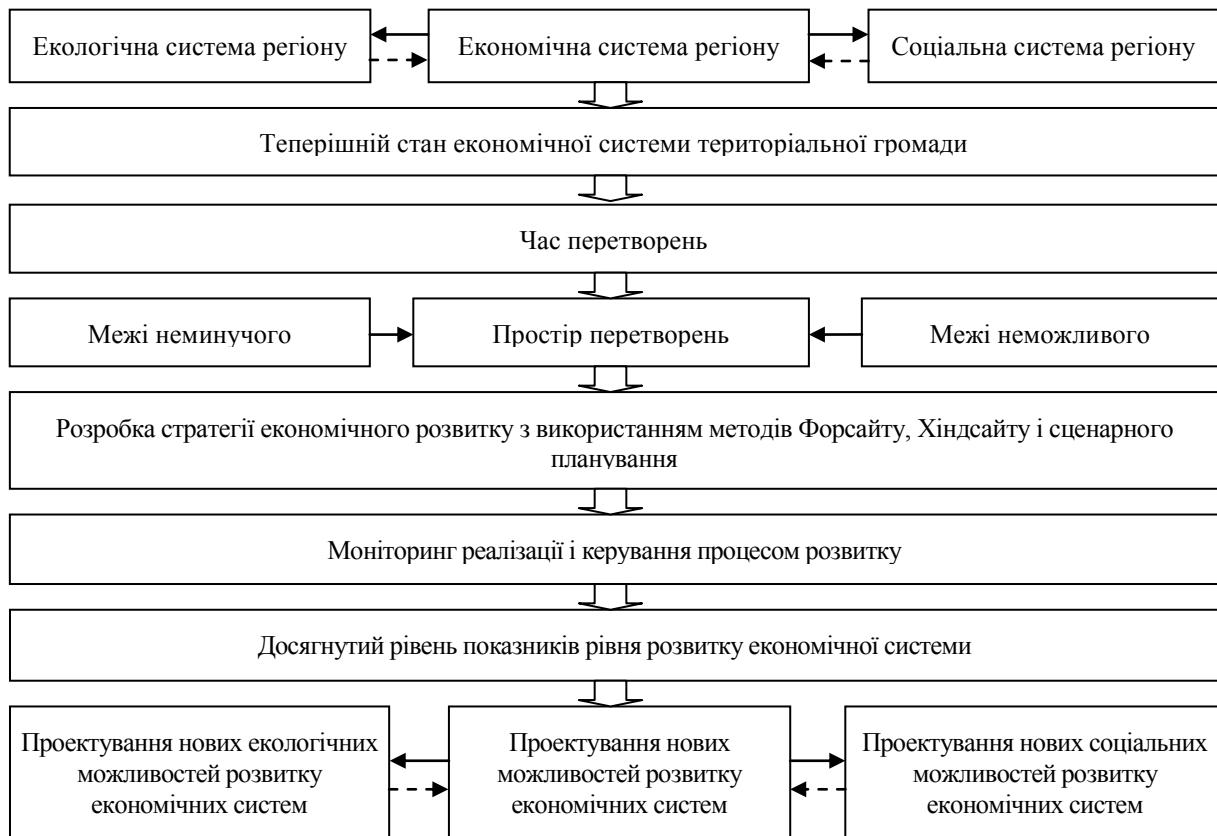 Екологічна система регіону
Економічна система регіону
Соціальна система регіону
Теперішній стан економічної системи територіальної громади
Час перетворень
Межі неминучого
Простір перетворень
Межі неможливого
Розробка стратегії економічного розвитку з використанням методів Форсайту, Хіндсайту і сценарного
планування
Моніторинг реалізації і керування процесом розвитку
Досягнутий рівень показників рівня розвитку економічної системи
Проектування нових екологічних
можливостей розвитку
економічних систем
Проектування нових
можливостей розвитку
економічних систем
Проектування нових соціальних
можливостей розвитку
економічних систем